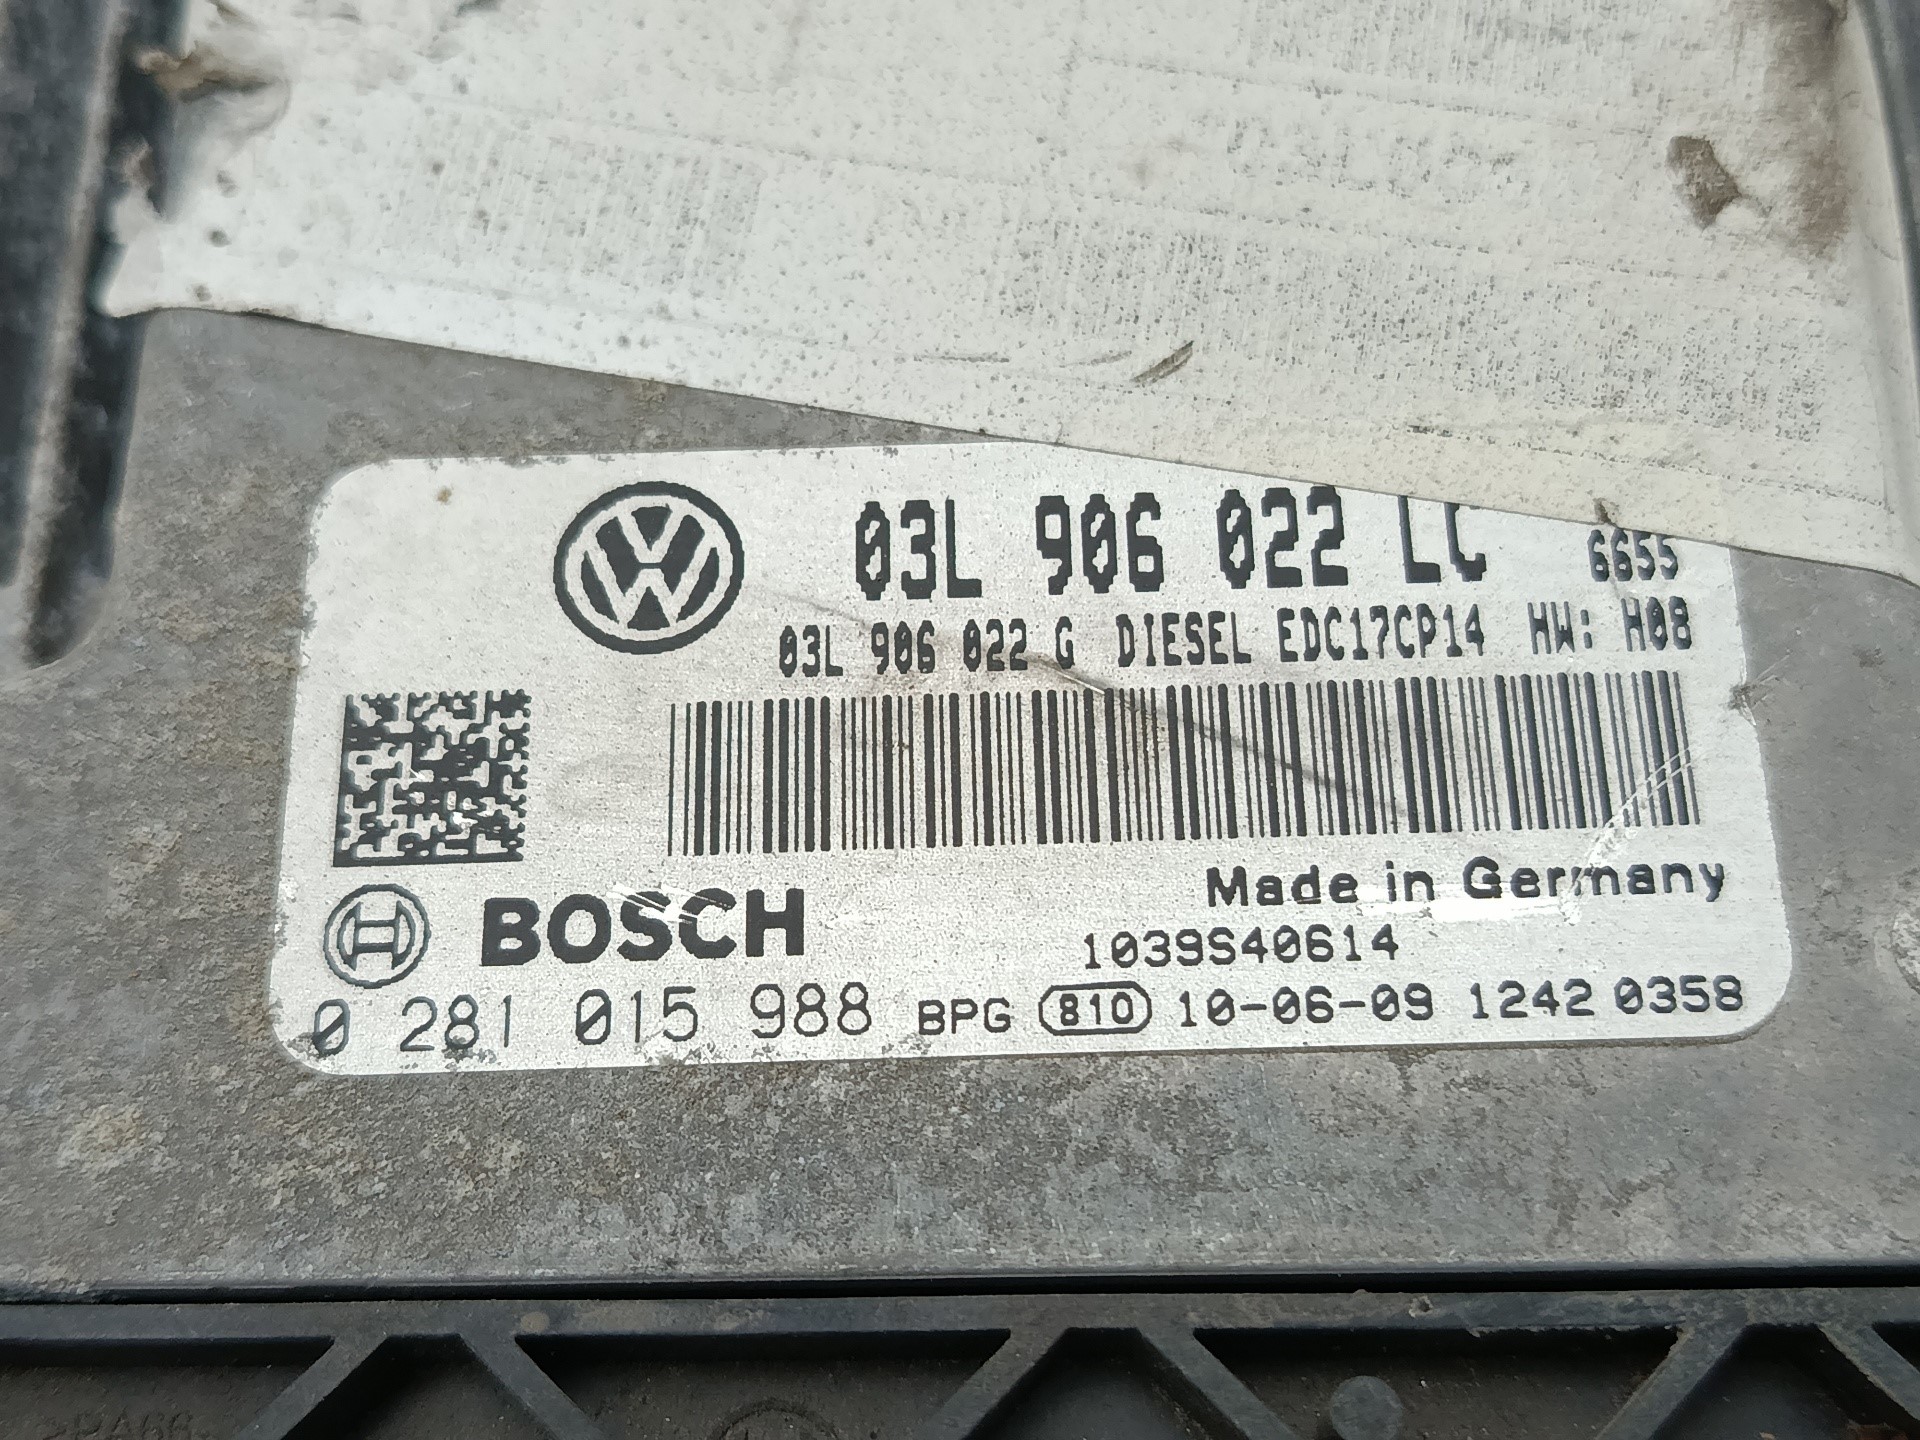 03L 906 022 LC
6655
03L 906 022 G DIESEL EDC17CP14 HW: H08
BOSCH
Made in Germany
1039S40614
0 281 015 988 BPG 810 10-06-09 1242 0358